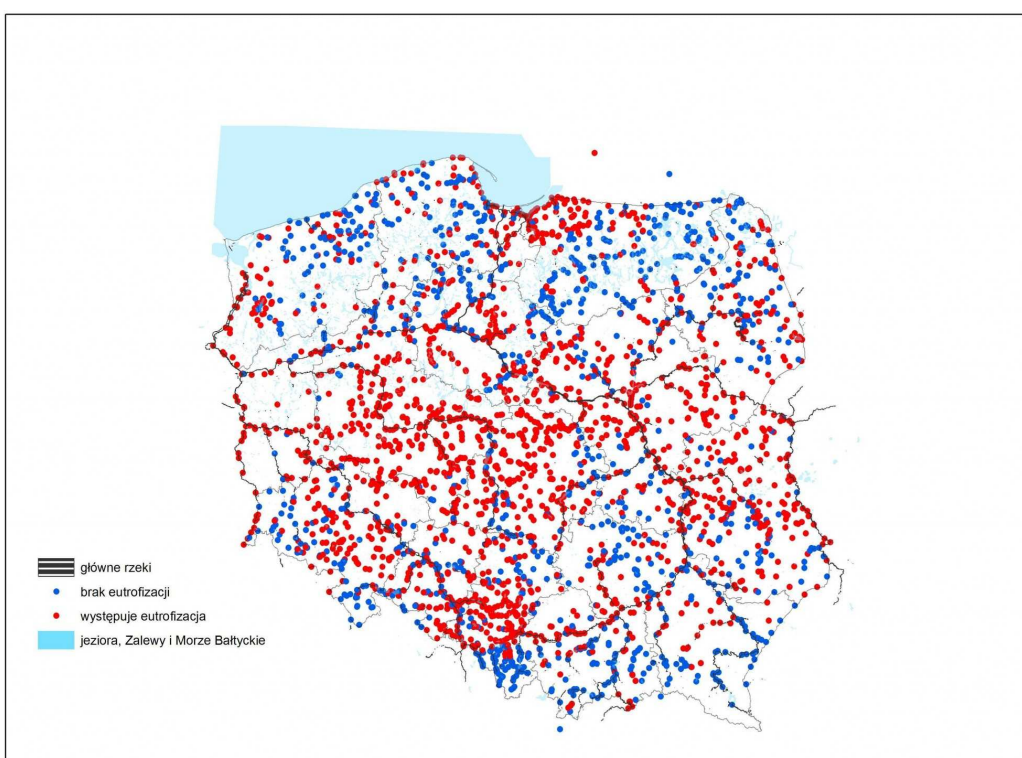 główne rzeki
brak eutrofizacji
występuje eutrofizacja
jeziora, Zalewy i Morze Bałtyckie